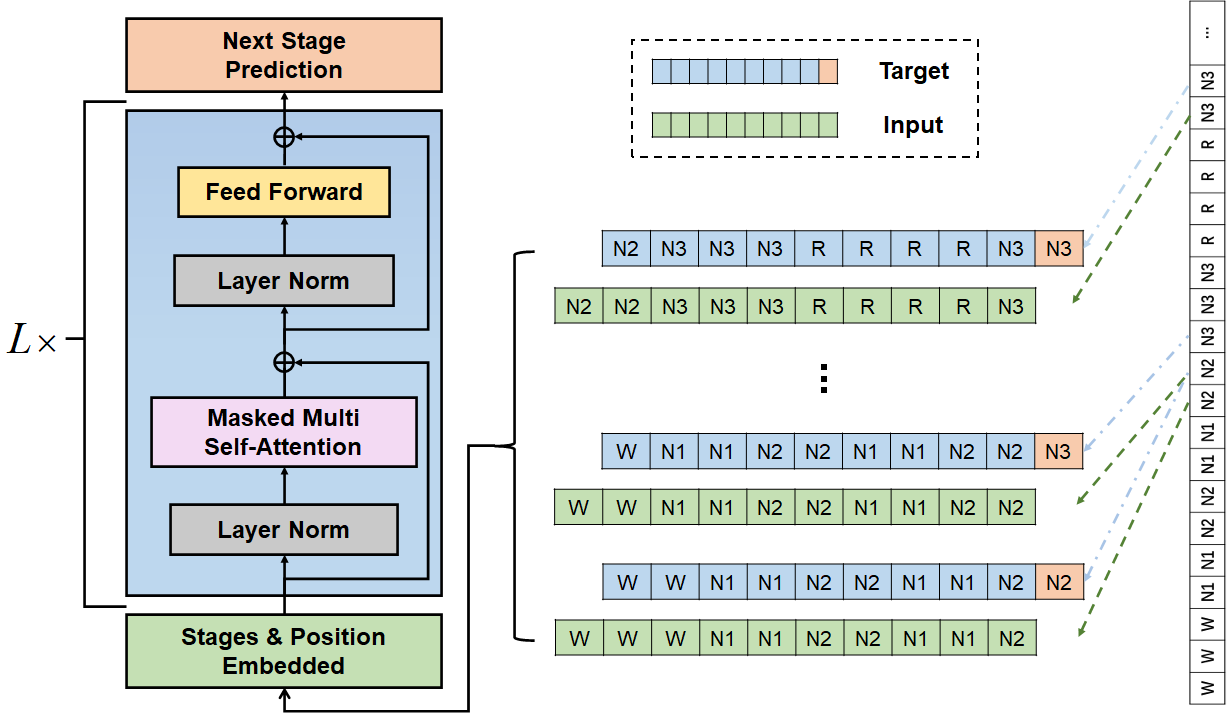 Next Stage
Prediction
Feed Forward
Layer Norm
L×
Masked Multi
Self-Attention
Layer Norm
Stages & Position
Embedded
Target
Input
N2 N3 N3 N3 R R R R N3 N3
N2 N2 N3 N3 N3 R R R R N3
⋮
W N1 N1 N2 N2 N1 N1 N2 N2 N3
W W N1 N1 N2 N2 N1 N1 N2 N2
W W N1 N1 N2 N2 N1 N1 N2 N2
W W W N1 N1 N2 N2 N1 N1 N2
W W W N1 N1 N2 N2 N1 N1 N2 N2 N3 N3 N3 R R R R N3 N3 ...